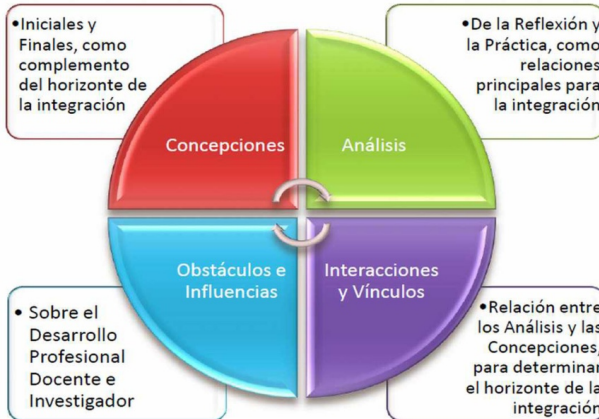 •Iniciales y
Finales, como
complemento
del horizonte de
la integración
•De la Reflexión y
la Práctica, como
relaciones
principales para
la integración
Concepciones
Análisis
Obstáculos e
Influencias
Interacciones
y Vínculos
• Sobre el
Desarrollo
Profesional
Docente e
Investigador
•Relación entre
los Análisis y las
Concepciones,
para determinar
el horizonte de la
integración